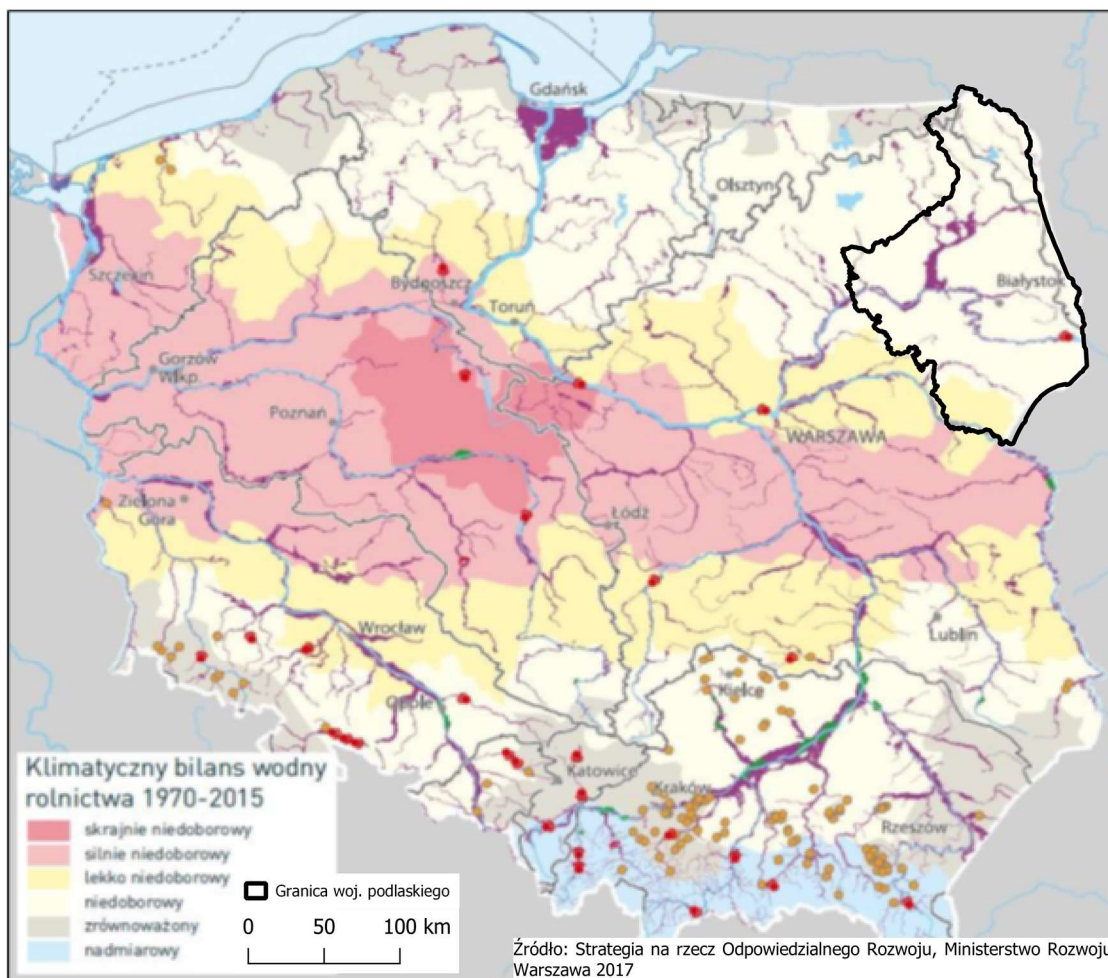 Gdańsk
Olsztyn
Szczecin
Bydgoszcz
Toruń
Białystok
Gorzów
Wlkp.
Poznań
WARSZAWA
Zielona
Góra
Łódź
Wrocław
Lublin
Kielce
Opole
Katowice
Kraków
Rzeszów
Klimatyczny bilans wodny
rolnictwa 1970-2015
skrajnie niedoborowy
silnie niedoborowy
lekko niedoborowy
niedoborowy
zrównoważony
nadmiarowy
Granica woj. podlaskiego
0 50 100 km
Źródło: Strategia na rzecz Odpowiedzialnego Rozwoju, Ministerstwo Rozwoju
Warszawa 2017